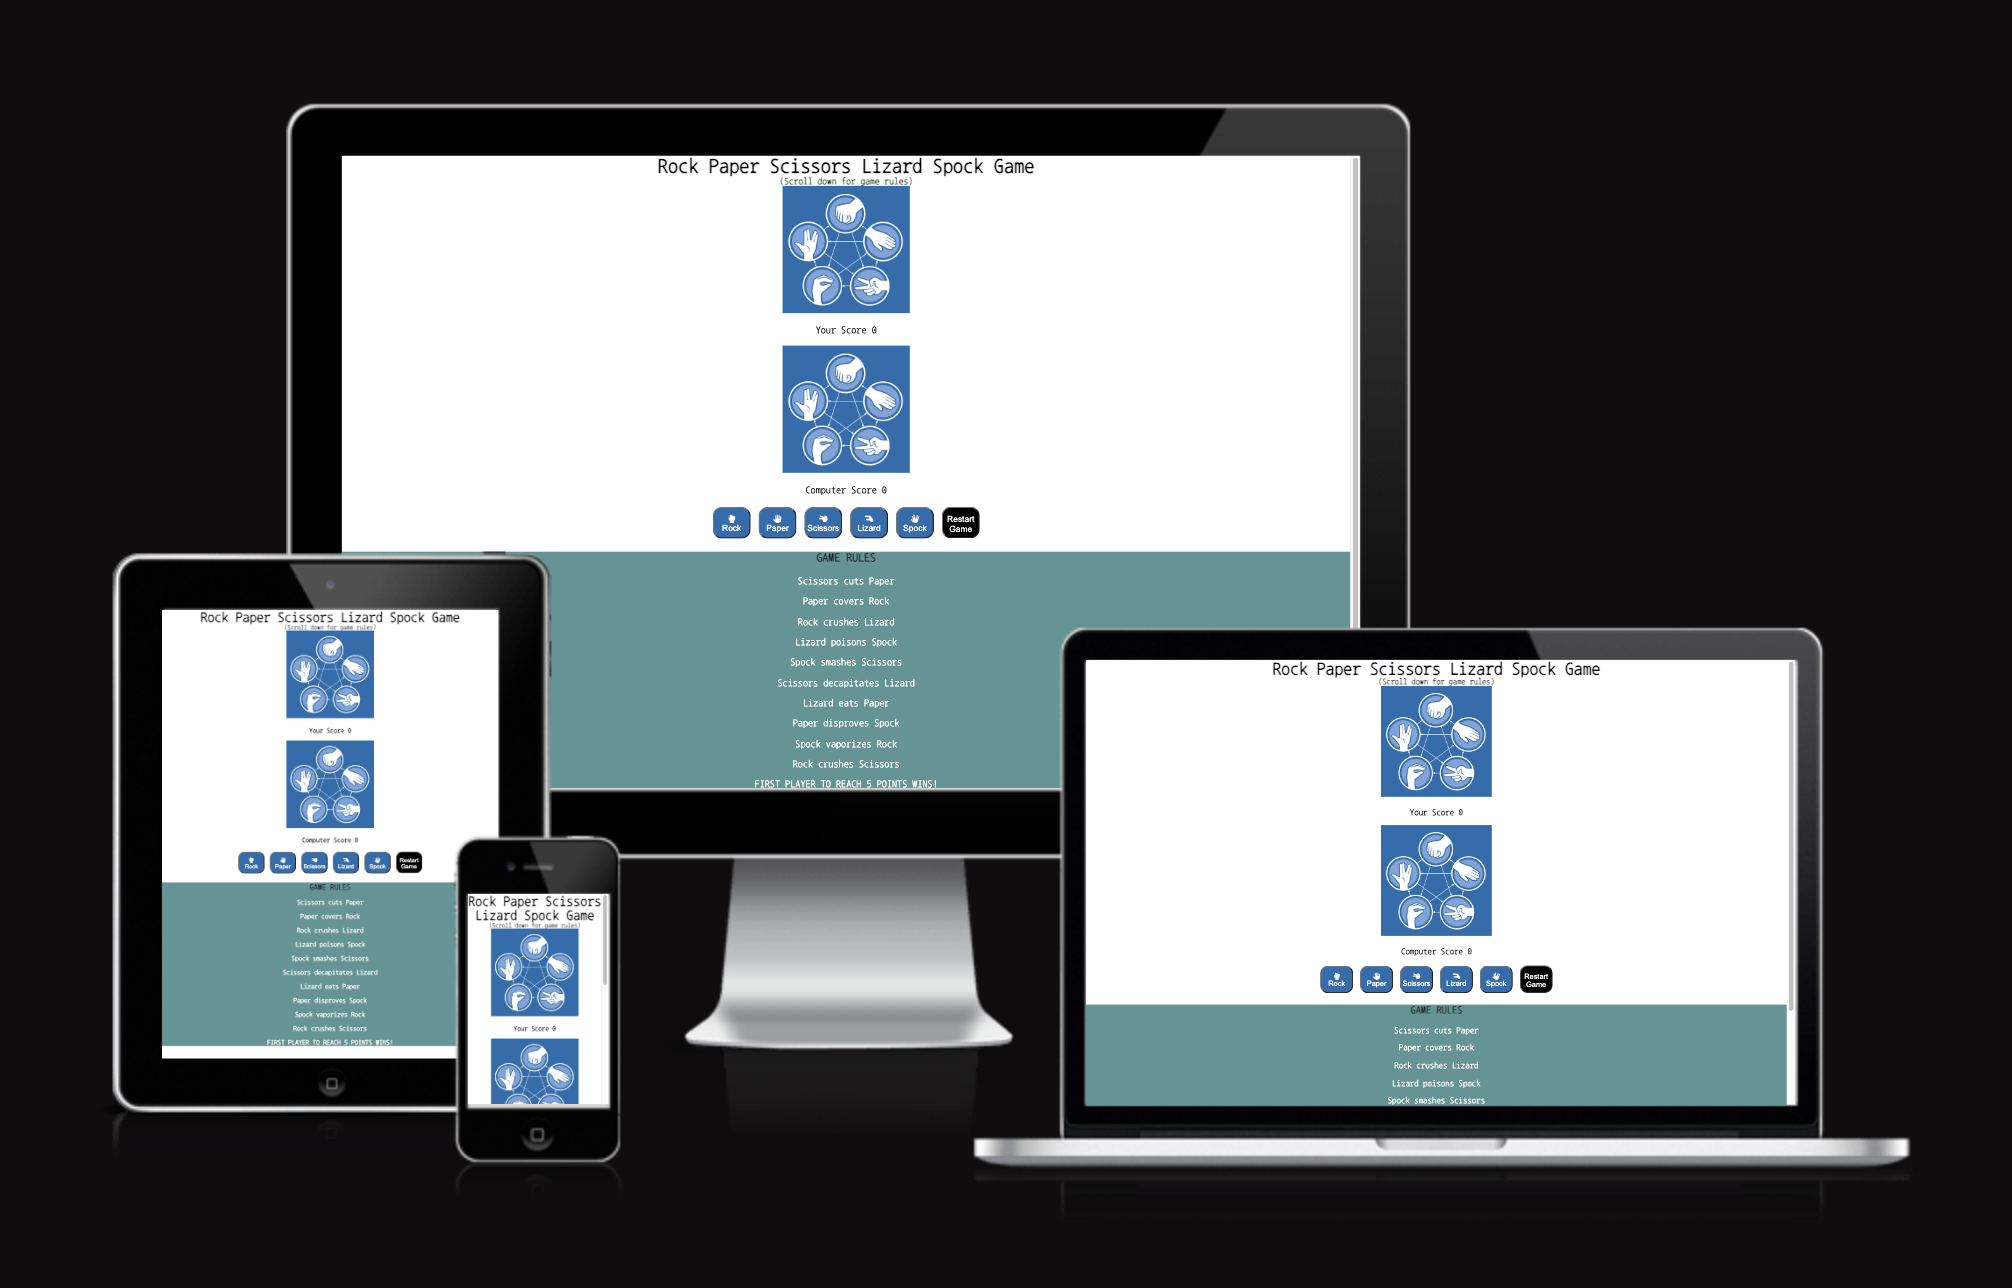 Rock Paper Scissors Lizard Spock Game
(Scroll down for game rules)
Your Score 0
Computer Score 0
Rock
Paper
Scissors
Lizard
Spock
Restart
Game
GAME RULES
Scissors cuts Paper
Paper covers Rock
Rock crushes Lizard
Lizard poisons Spock
Spock smashes Scissors
Scissors decapitates Lizard
Lizard eats Paper
Paper disproves Spock
Spock vaporizes Rock
Rock crushes Scissors
FIRST PLAYER TO REACH 5 POINTS WINS!
Rock Paper Scissors Lizard Spock Game
(Scroll down for game rules)
Your Score 0
Computer Score 0
Rock
Paper
Scissors
Lizard
Spock
Restart
Game
GAME RULES
Scissors cuts Paper
Paper covers Rock
Rock crushes Lizard
Lizard poisons Spock
Spock smashes Scissors
Scissors decapitates Lizard
Lizard eats Paper
Paper disproves Spock
Spock vaporizes Rock
Rock crushes Scissors
FIRST PLAYER TO REACH 5 POINTS WINS!
Rock Paper Scissors
Lizard Spock Game
(Scroll down for game rules)
Your Score 0
Rock Paper Scissors Lizard Spock Game
(Scroll down for game rules)
Your Score 0
Computer Score 0
Rock
Paper
Scissors
Lizard
Spock
Restart
Game
GAME RULES
Scissors cuts Paper
Paper covers Rock
Rock crushes Lizard
Lizard poisons Spock
Spock smashes Scissors